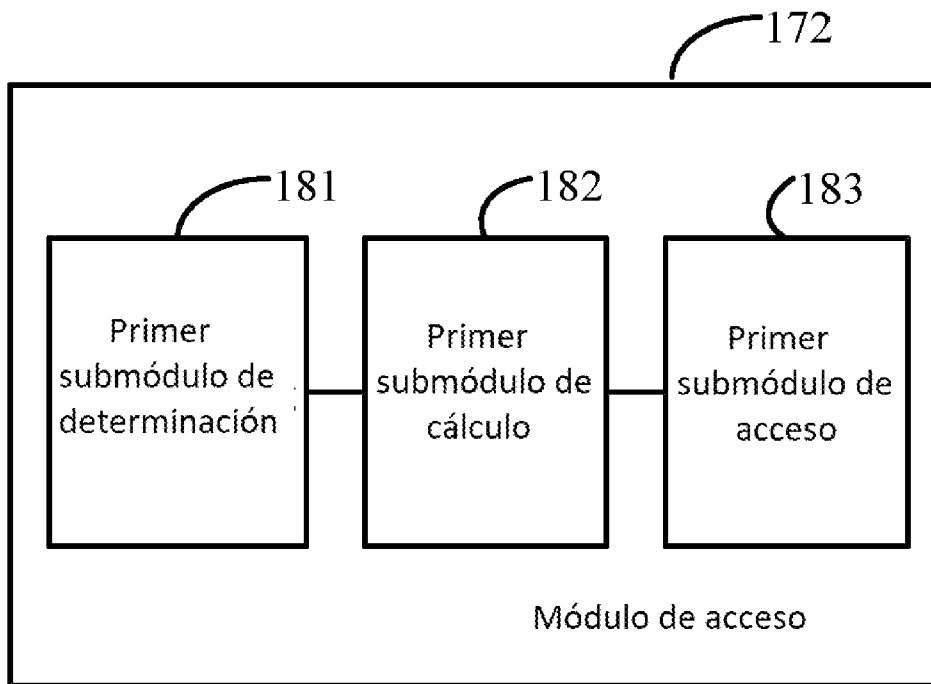 172
181
182
183
Primer
submódulo de
determinación
Primer
submódulo de
cálculo
Primer
submódulo de
acceso
Módulo de acceso